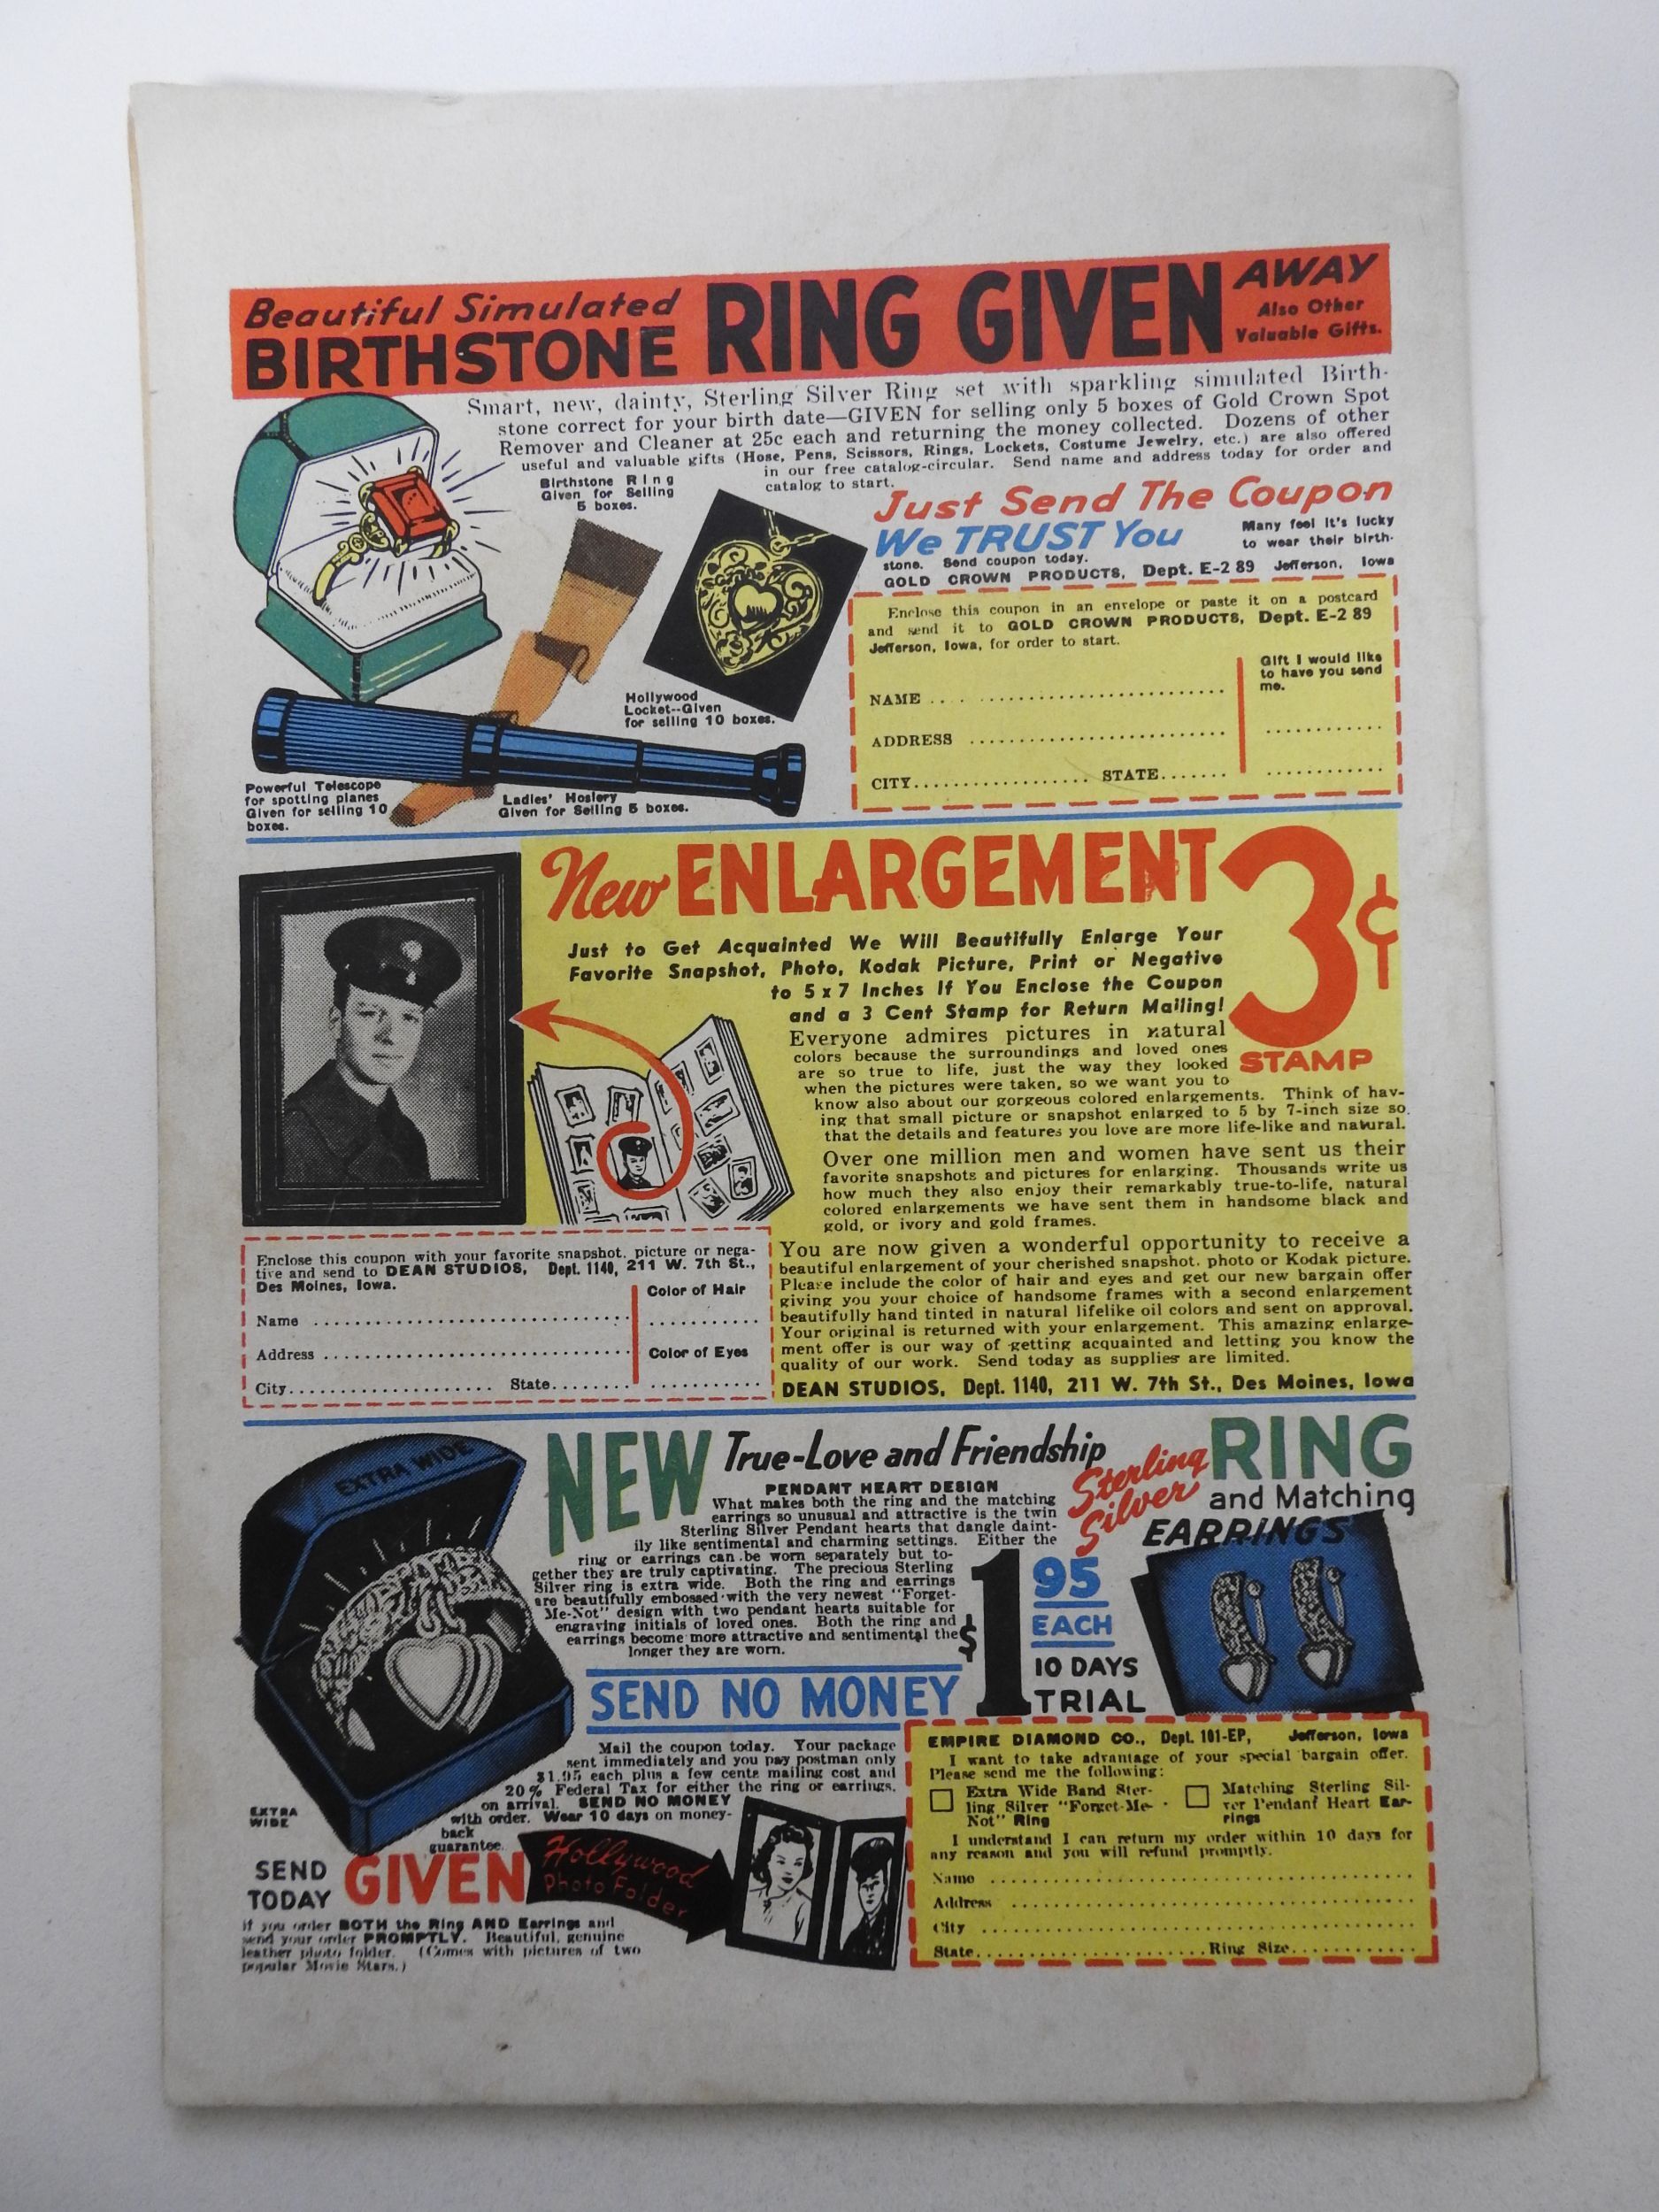 Beautiful Simulated
BIRTHSTONE RING GIVEN AWAY
Also Other
Valuable Gifts.
Smart, new, dainty, Sterling Silver Ring set with sparkling simulated Birth-
stone correct for your birth date—GIVEN for selling only 5 boxes of Gold Crown Spot
Remover and Cleaner at 25c each and returning the money collected. Dozens of other
useful and valuable gifts (Hose, Pens, Scissors, Rings, Lockets, Costume Jewelry, etc.) are also offered
in our free catalog-circular. Send name and address today for order and
catalog to start.
Birthstone Ring
Given for Selling
5 boxes.
Just Send The Coupon
We TRUST You
Many feel it's lucky
to wear their birth-
stone. Send coupon today.
GOLD CROWN PRODUCTS, Dept. E-2 89 Jefferson, Iowa
Enclose this coupon in an envelope or paste it on a postcard
and send it to GOLD CROWN PRODUCTS, Dept. E-2 89
Jefferson, Iowa, for order to start.
Gift I would like
to have you send
me.
NAME
ADDRESS
CITY STATE
Hollywood
Locket--Given
for selling 10 boxes.
Powerful Telescope
for spotting planes
Given for selling 10
boxes.
Ladies' Hosiery
Given for Selling 5 boxes.
New ENLARGEMENT 3¢
STAMP
Just to Get Acquainted We Will Beautifully Enlarge Your
Favorite Snapshot, Photo, Kodak Picture, Print or Negative
to 5 x 7 Inches If You Enclose the Coupon
and a 3 Cent Stamp for Return Mailing!
Everyone admires pictures in natural
colors because the surroundings and loved ones
are so true to life, just the way they looked
when the pictures were taken, so we want you to
know also about our gorgeous colored enlargements. Think of hav-
ing that small picture or snapshot enlarged to 5 by 7-inch size so
that the details and features you love are more life-like and natural.
Over one million men and women have sent us their
favorite snapshots and pictures for enlarging. Thousands write us
how much they also enjoy their remarkably true-to-life, natural
colored enlargements we have sent them in handsome black and
gold, or ivory and gold frames.
You are now given a wonderful opportunity to receive a
beautiful enlargement of your cherished snapshot, photo or Kodak picture.
Please include the color of hair and eyes and get our new bargain offer
giving you your choice of handsome frames with a second enlargement
beautifully hand tinted in natural lifelike oil colors and sent on approval.
Your original is returned with your enlargement. This amazing enlarge-
ment offer is our way of getting acquainted and letting you know the
quality of our work. Send today as supplies are limited.
DEAN STUDIOS, Dept. 1140, 211 W. 7th St., Des Moines, Iowa
Enclose this coupon with your favorite snapshot, picture or nega-
tive and send to DEAN STUDIOS, Dept. 1140, 211 W. 7th St.,
Des Moines, Iowa.
Color of Hair
Name
Address
Color of Eyes
City State
EXTRA WIDE
NEW True-Love and Friendship
Sterling
Silver
RING
and Matching
EARRINGS
PENDANT HEART DESIGN
What makes both the ring and the matching
earrings so unusual and attractive is the twin
Sterling Silver Pendant hearts that dangle daint-
ily like sentimental and charming settings. Either the
ring or earrings can be worn separately but to-
gether they are truly captivating. The precious Sterling
Silver ring is extra wide. Both the ring and earrings
are beautifully embossed with the very newest "Forget-
Me-Not" design with two pendant hearts suitable for
engraving initials of loved ones. Both the ring and
earrings become more attractive and sentimental the
longer they are worn.
$1 95
EACH
10 DAYS
TRIAL
SEND NO MONEY
Mail the coupon today. Your package
sent immediately and you pay postman only
$1.95 each plus a few cents mailing cost and
20% Federal Tax for either the ring or earrings,
on arrival. SEND NO MONEY
with order. Wear 10 days on money-
back
guarantee.
EXTRA
WIDE
SEND
TODAY
GIVEN
Hollywood
Photo Folder
If you order BOTH the Ring AND Earrings and
send your order PROMPTLY. Beautiful, genuine
leather photo folder. (Comes with pictures of two
popular Movie Stars.)
EMPIRE DIAMOND CO., Dept. 101-EP, Jefferson, Iowa
I want to take advantage of your special bargain offer.
Please send me the following:
Extra Wide Band Ster-
ling Silver "Forget-Me-
Not" Ring
Matching Sterling Sil-
ver Pendant Heart Ear-
rings
I understand I can return my order within 10 days for
any reason and you will refund promptly.
Name
Address
City
State Ring Size